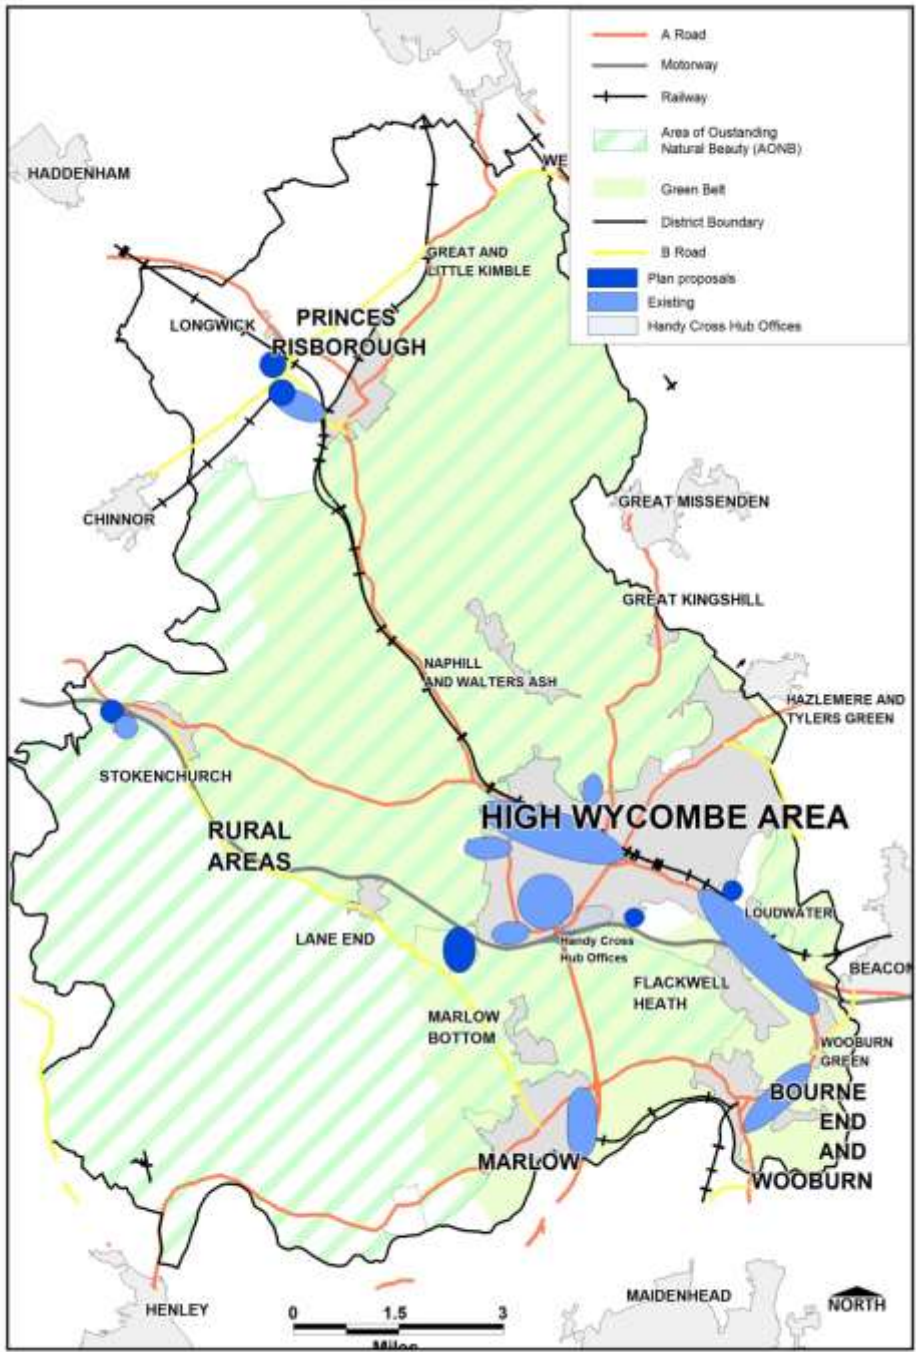 A Road
Motorway
Railway
Area of Oustanding
Natural Beauty (AONB)
Green Belt
District Boundary
B Road
Plan proposals
Existing
Handy Cross Hub Offices
WE
HADDENHAM
GREAT AND
LITTLE KIMBLE
LONGWICK
PRINCES
RISBOROUGH
CHINNOR
GREAT MISSENDEN
GREAT KINGSHILL
NAPHILL
AND WALTERS ASH
HAZLEMERE AND
TYLERS GREEN
STOKENCHURCH
HIGH WYCOMBE AREA
RURAL
AREAS
LOUDWATER
LANE END
Handy Cross
Hub Offices
BEACON
FLACKWELL
HEATH
MARLOW
BOTTOM
WOOBURN
GREEN
BOURNE
END
AND
WOOBURN
MARLOW
HENLEY
MAIDENHEAD
NORTH
0 1.5 3
Miles